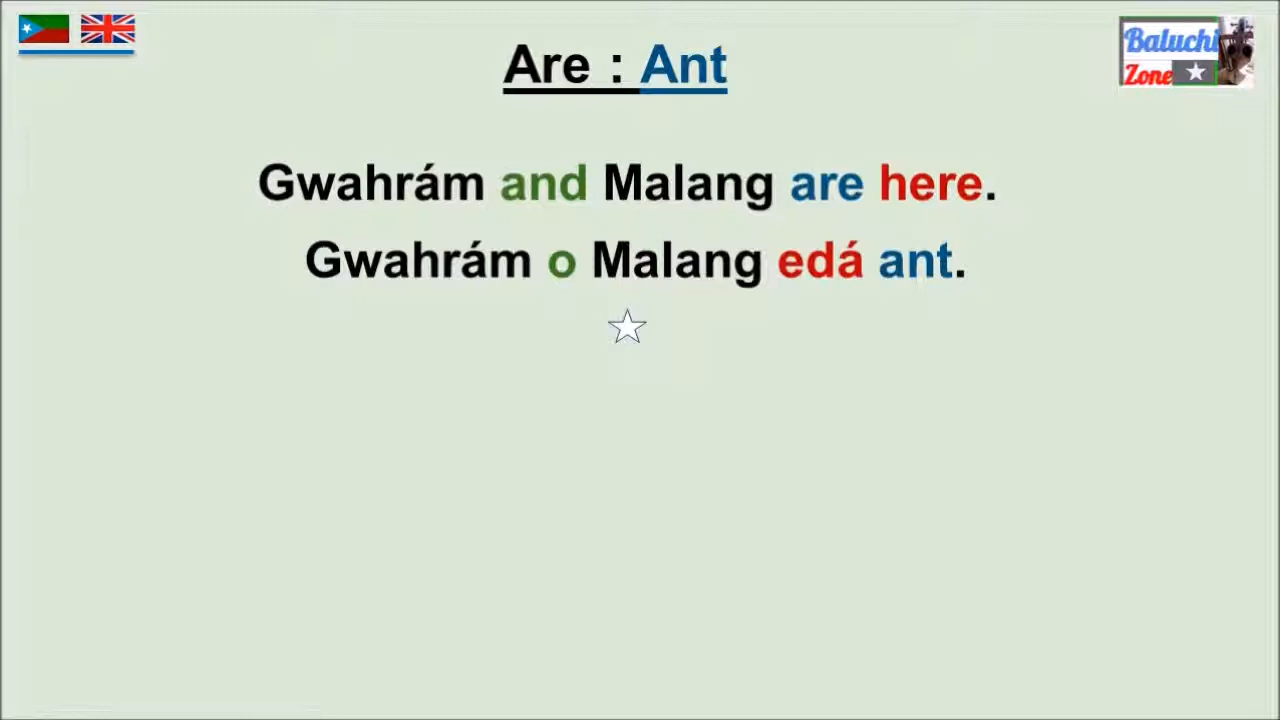 Are : Ant
Baluchi
Zone
Gwahrám and Malang are here.
Gwahrám o Malang edá ant.